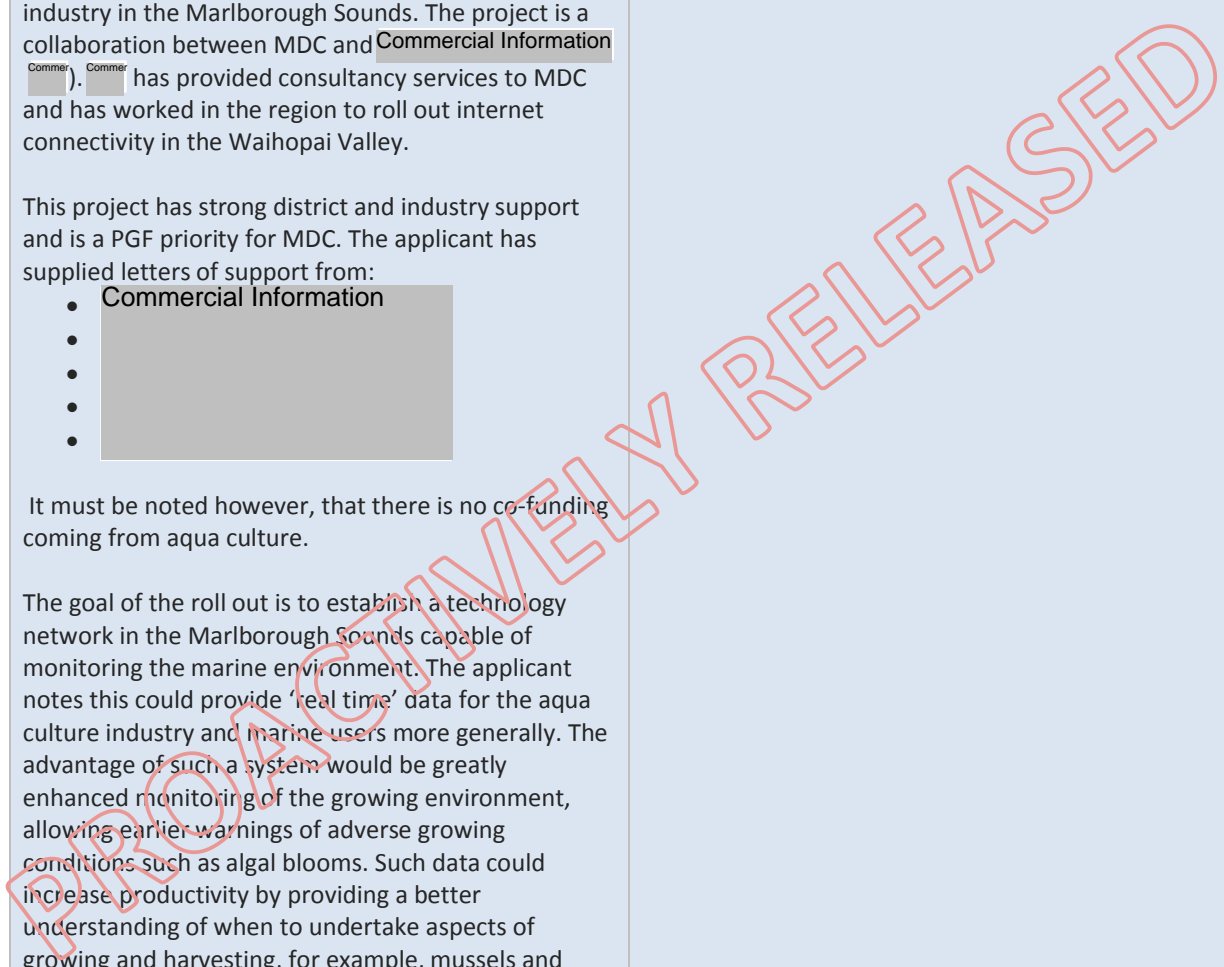 industry in the Marlborough Sounds. The project is a
collaboration between MDC and Commercial Information
Commer). Commer has provided consultancy services to MDC
and has worked in the region to roll out internet
connectivity in the Waihopai Valley.
This project has strong district and industry support
and is a PGF priority for MDC. The applicant has
supplied letters of support from:
• Commercial Information
•
•
•
•
It must be noted however, that there is no co-funding
coming from aqua culture.
The goal of the roll out is to establish a technology
network in the Marlborough Sounds capable of
monitoring the marine environment. The applicant
notes this could provide ‘real time’ data for the aqua
culture industry and marine users more generally. The
advantage of such a system would be greatly
enhanced monitoring of the growing environment,
allowing earlier warnings of adverse growing
conditions such as algal blooms. Such data could
increase productivity by providing a better
understanding of when to undertake aspects of
growing and harvesting, for example, mussels and
PROACTIVELY RELEASED